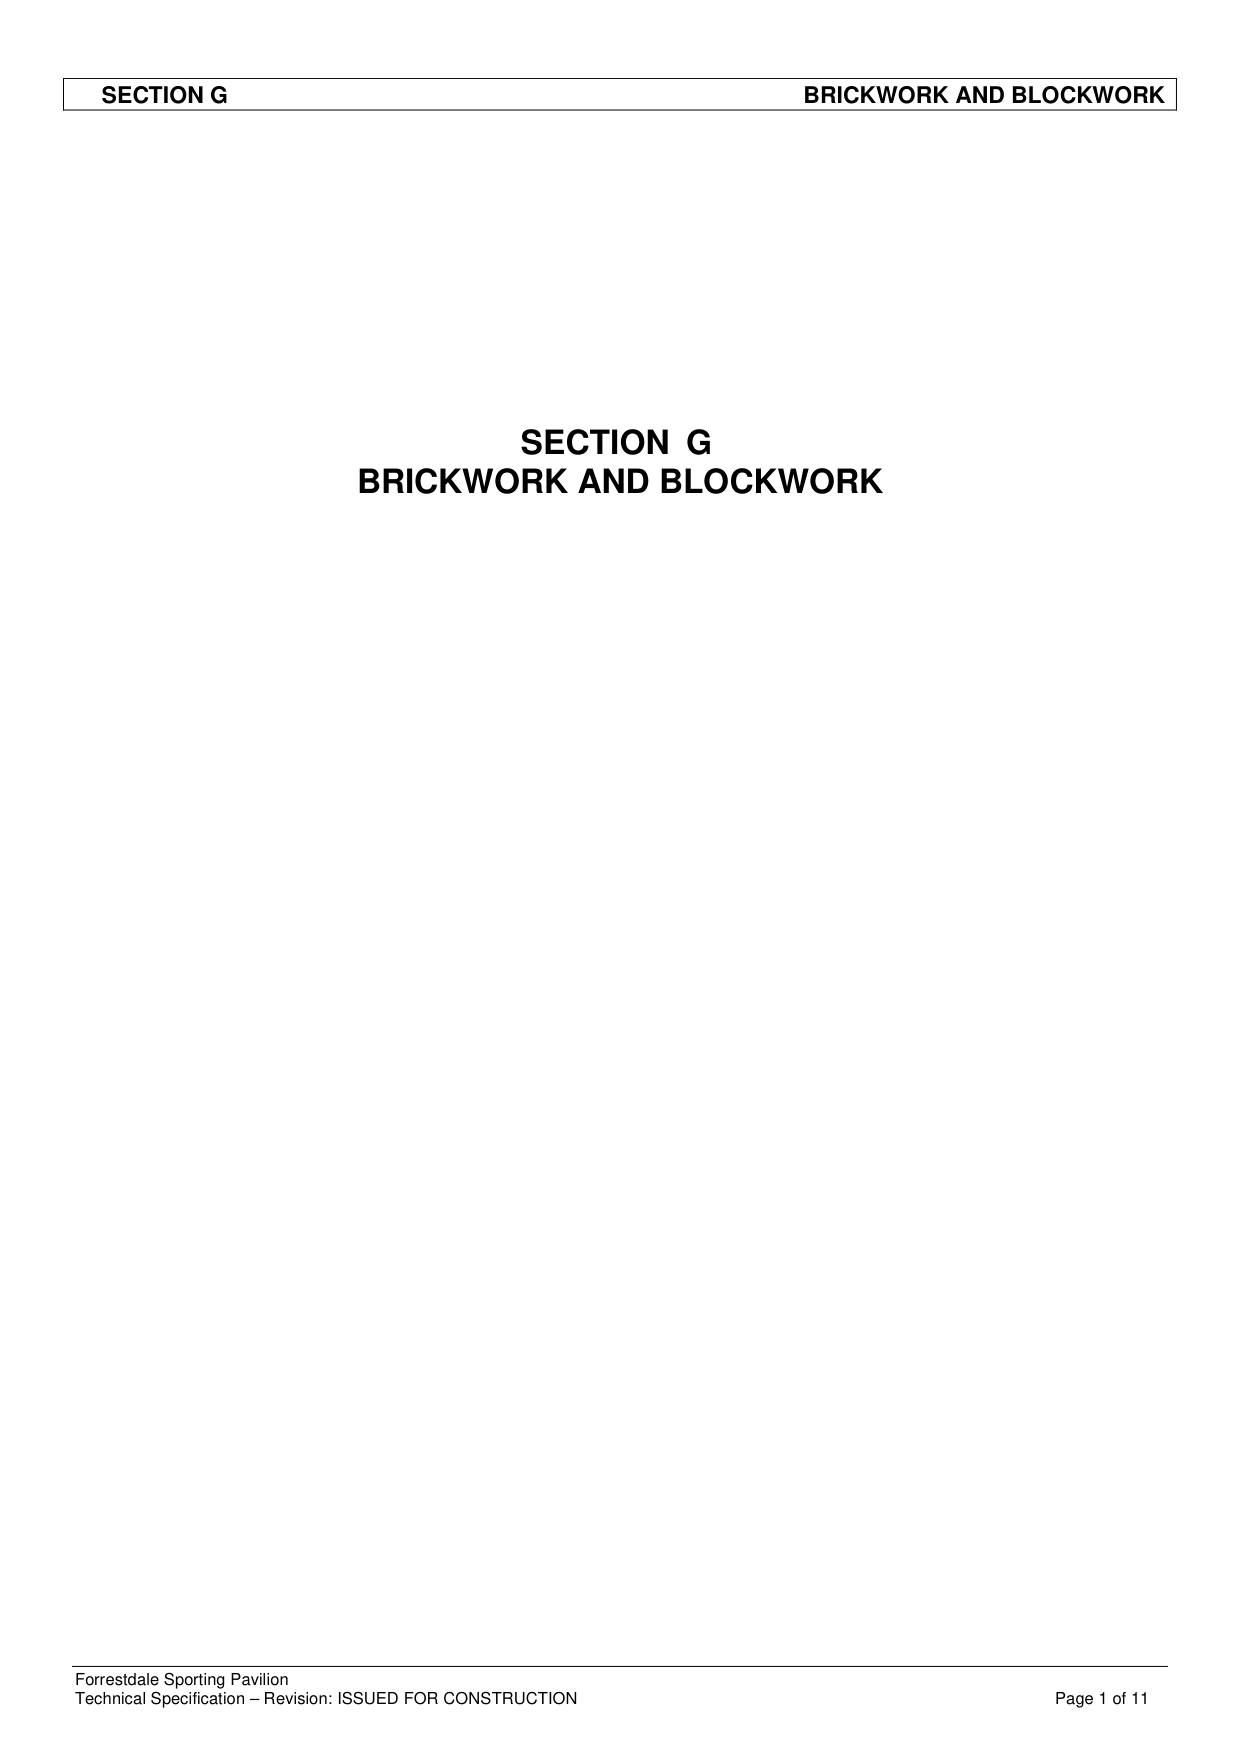 SECTION G BRICKWORK AND BLOCKWORK
SECTION G
BRICKWORK AND BLOCKWORK
Forrestdale Sporting Pavilion
Technical Specification – Revision: ISSUED FOR CONSTRUCTION Page 1 of 11